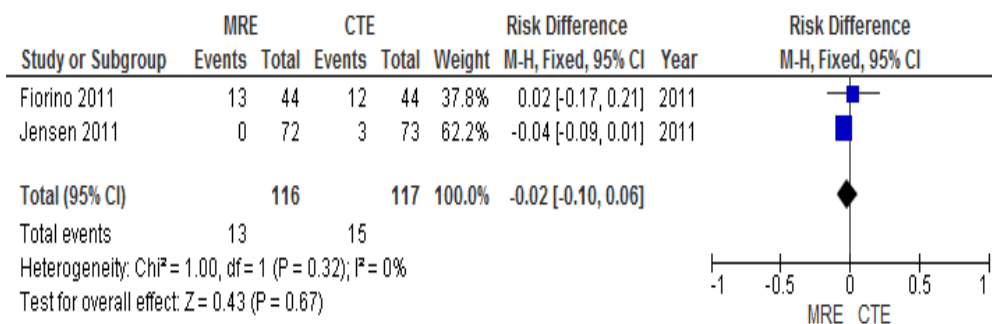 MRE CTE Risk Difference Risk Difference
Study or Subgroup Events Total Events Total Weight M-H, Fixed, 95% CI Year M-H, Fixed, 95% CI
Fiorino 2011 13 44 12 44 37.8% 0.02 [-0.17, 0.21] 2011
Jensen 2011 0 72 3 73 62.2% -0.04 [-0.09, 0.01] 2011
Total (95% CI) 116 117 100.0% -0.02 [-0.10, 0.06]
Total events 13 15
Heterogeneity: Chi² = 1.00, df = 1 (P = 0.32); I² = 0%
Test for overall effect: Z = 0.43 (P = 0.67)
-1 -0.5 0 0.5 1
MRE CTE